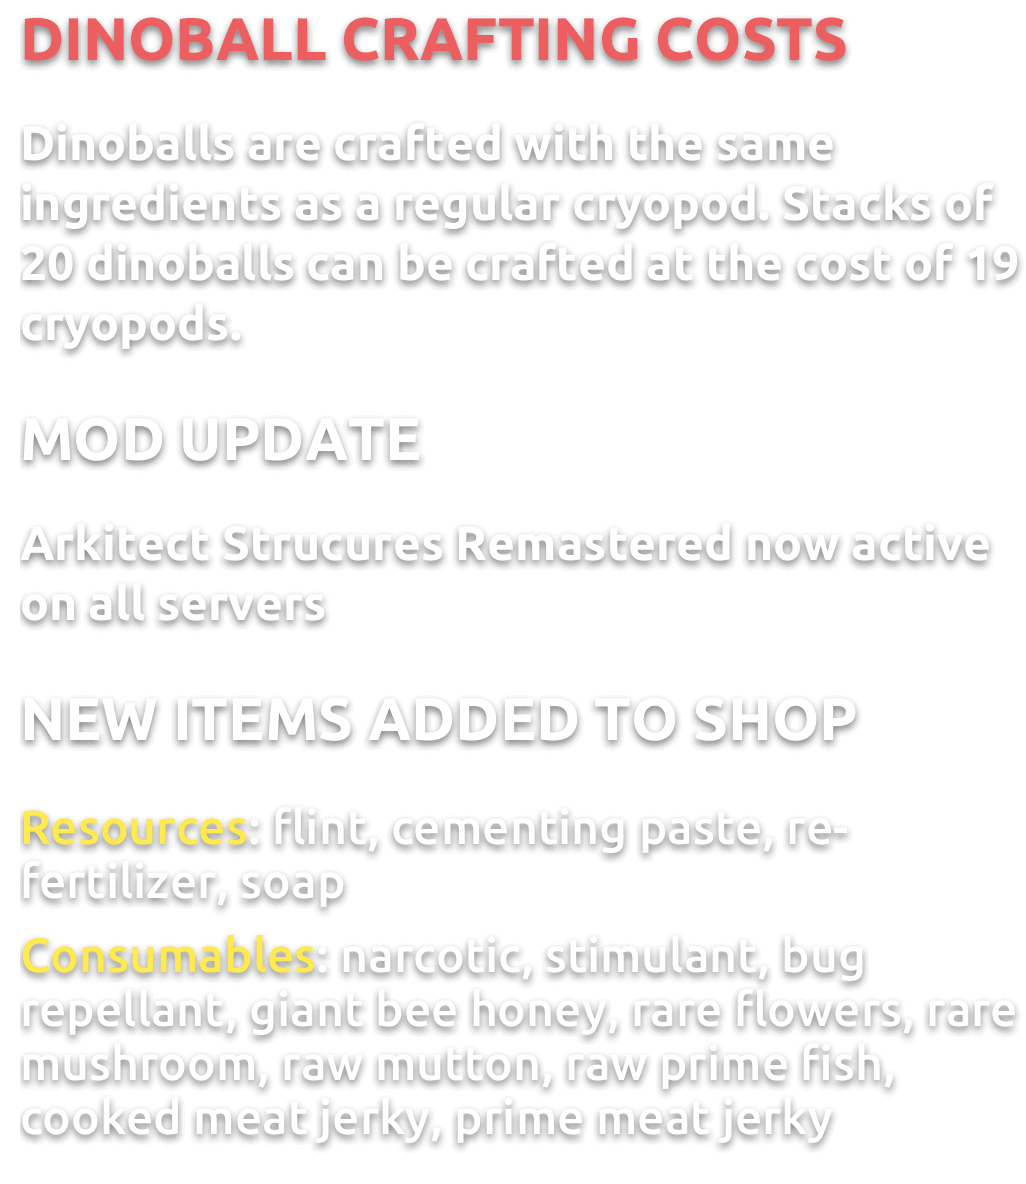 DINOBALL CRAFTING COSTS
Dinoballs are crafted with the same
ingredients as a regular cryopod. Stacks of
20 dinoballs can be crafted at the cost of 19
cryopods.
MOD UPDATE
Arkitect Strucures Remastered now active
on all servers
NEW ITEMS ADDED TO SHOP
Resources: flint, cementing paste, re-
fertilizer, soap
Consumables: narcotic, stimulant, bug
repellant, giant bee honey, rare flowers, rare
mushroom, raw mutton, raw prime fish,
cooked meat jerky, prime meat jerky